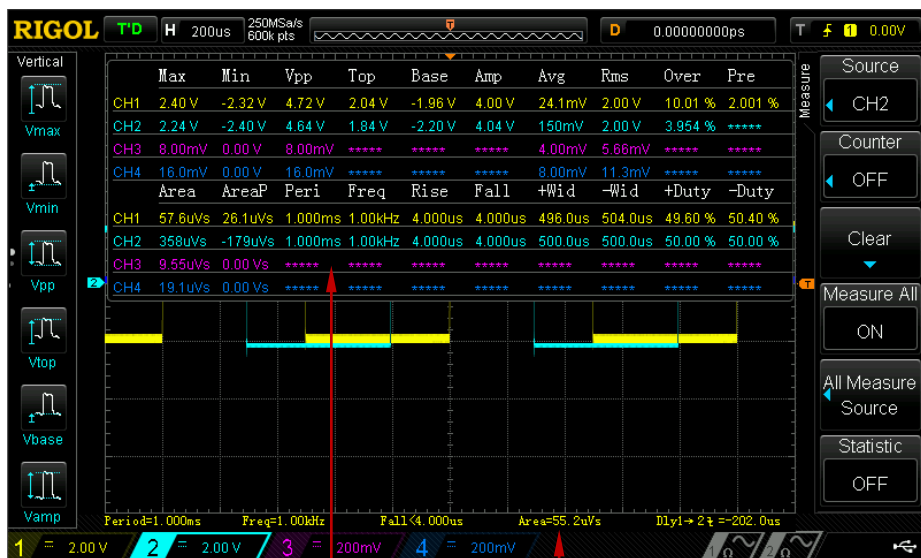 RIGOL T'D H 200us 250MSa/s 600k pts D 0.00000000ps T 1 0.00V
Vertical
Vmax
Vmin
Vpp
Vtop
Vbase
Vamp
Max Min Vpp Top Base Amp Avg Rms Over Pre
CH1 2.40 V -2.32 V 4.72 V 2.04 V -1.96 V 4.00 V 24.1mV 2.00 V 10.01 % 2.001 %
CH2 2.24 V -2.40 V 4.64 V 1.84 V -2.20 V 4.04 V 150mV 2.00 V 3.954 % *****
CH3 8.00mV 0.00 V 8.00mV ***** ***** ***** 4.00mV 5.66mV ***** *****
CH4 16.0mV 0.00 V 16.0mV ***** ***** ***** 8.00mV 11.3mV ***** *****
Area AreaP Peri Freq Rise Fall +Wid -Wid +Duty -Duty
CH1 57.6uVs 26.1uVs 1.000ms 1.00kHz 4.000us 4.000us 496.0us 504.0us 49.60 % 50.40 %
CH2 358uVs -179uVs 1.000ms 1.00kHz 4.000us 4.000us 500.0us 500.0us 50.00 % 50.00 %
CH3 9.55uVs 0.00 Vs ***** ***** ***** ***** ***** ***** ***** *****
CH4 19.1uVs 0.00 Vs ***** ***** ***** ***** ***** ***** ***** *****
2
T
Measure
Source
CH2
Counter
OFF
Clear
Measure All
ON
All Measure
Source
Statistic
OFF
Period=1.000ms Freq=1.00kHz Fall<4.000us Area=55.2uVs Dly1→2=-202.0us
1 = 2.00 V 2 = 2.00 V 3 = 200mV 4 = 200mV 1 Ω 2 Ω